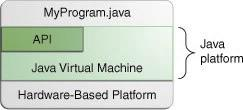 MyProgram.java
API
Java Virtual Machine
Hardware-Based Platform
Java
platform